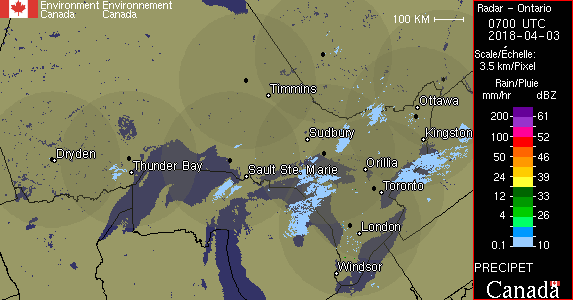 Environment Environnement
Canada Canada
100 KM
Timmins
Ottawa
Sudbury
Kingston
Dryden
Thunder Bay
Sault Ste. Marie
Orillia
Toronto
London
Windsor
Radar - Ontario
0700 UTC
2018-04-03
Scale/Échelle:
3.5 km/Pixel
Rain/Pluie
mm/hr dBZ
200 61
100 52
50 46
24 39
12 33
4 26
1 20
0.1 10
PRECIPET
Canada